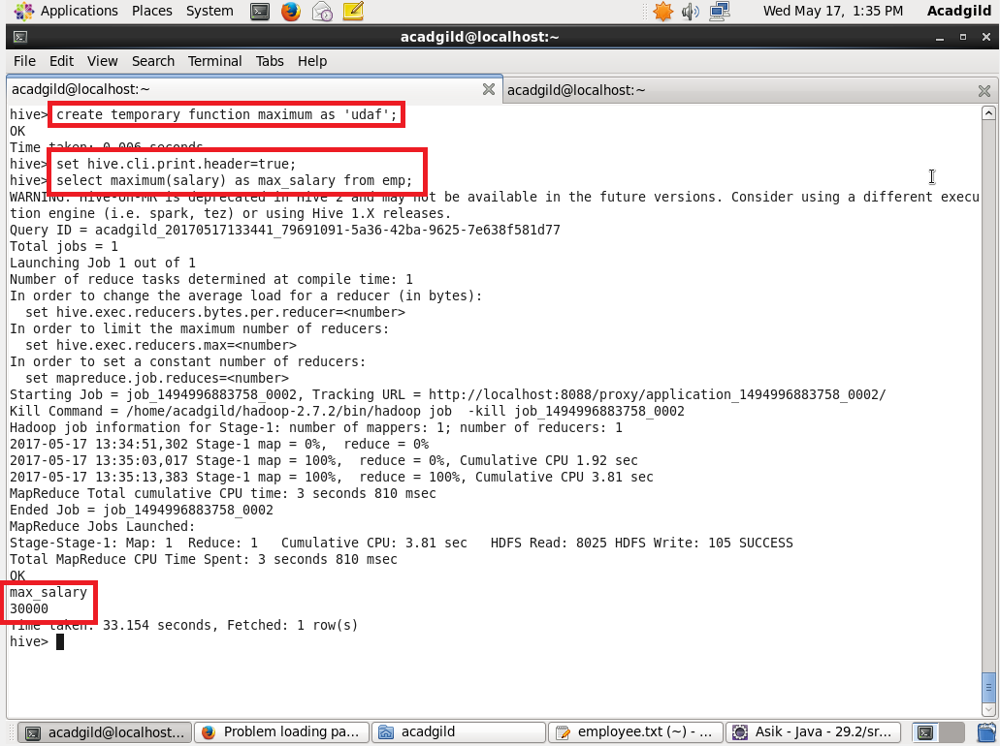 Applications Places System Wed May 17, 1:35 PM Acadgild
acadgild@localhost:~
File Edit View Search Terminal Tabs Help
acadgild@localhost:~ acadgild@localhost:~
hive> create temporary function maximum as 'udaf';
OK
Time taken: 0.006 seconds
hive> set hive.cli.print.header=true;
hive> select maximum(salary) as max_salary from emp;
WARNING: Hive-on-MR is deprecated in Hive 2 and may not be available in the future versions. Consider using a different execu
tion engine (i.e. spark, tez) or using Hive 1.X releases.
Query ID = acadgild_20170517133441_79691091-5a36-42ba-9625-7e638f581d77
Total jobs = 1
Launching Job 1 out of 1
Number of reduce tasks determined at compile time: 1
In order to change the average load for a reducer (in bytes):
  set hive.exec.reducers.bytes.per.reducer=<number>
In order to limit the maximum number of reducers:
  set hive.exec.reducers.max=<number>
In order to set a constant number of reducers:
  set mapreduce.job.reduces=<number>
Starting Job = job_1494996883758_0002, Tracking URL = http://localhost:8088/proxy/application_1494996883758_0002/
Kill Command = /home/acadgild/hadoop-2.7.2/bin/hadoop job  -kill job_1494996883758_0002
Hadoop job information for Stage-1: number of mappers: 1; number of reducers: 1
2017-05-17 13:34:51,302 Stage-1 map = 0%,  reduce = 0%
2017-05-17 13:35:03,017 Stage-1 map = 100%,  reduce = 0%, Cumulative CPU 1.92 sec
2017-05-17 13:35:13,383 Stage-1 map = 100%,  reduce = 100%, Cumulative CPU 3.81 sec
MapReduce Total cumulative CPU time: 3 seconds 810 msec
Ended Job = job_1494996883758_0002
MapReduce Jobs Launched:
Stage-Stage-1: Map: 1  Reduce: 1   Cumulative CPU: 3.81 sec   HDFS Read: 8025 HDFS Write: 105 SUCCESS
Total MapReduce CPU Time Spent: 3 seconds 810 msec
OK
max_salary
30000
Time taken: 33.154 seconds, Fetched: 1 row(s)
hive>
acadgild@localhost... Problem loading pa... acadgild employee.txt (~) - ... Asik - Java - 29.2/sr...